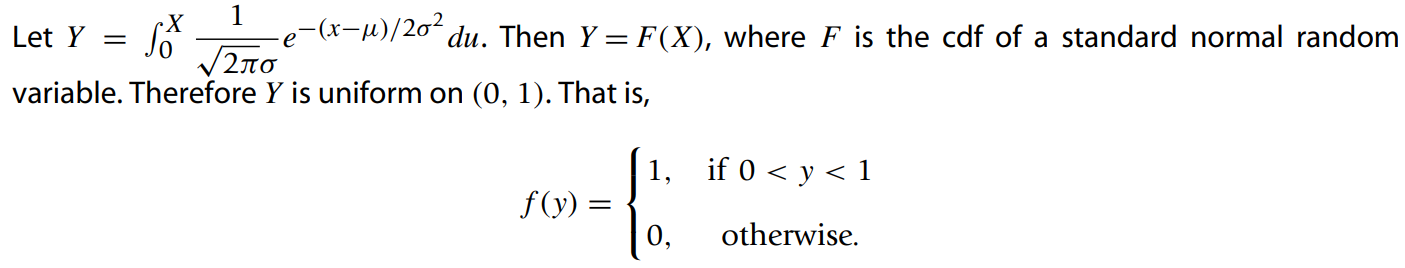 Let Y = ∫₀^X 1/(√2π σ) e^{−(x−μ)/2σ²} du. Then Y = F(X), where F is the cdf of a standard normal random
variable. Therefore Y is uniform on (0, 1). That is,
f(y) = { 1, if 0 < y < 1
0, otherwise.